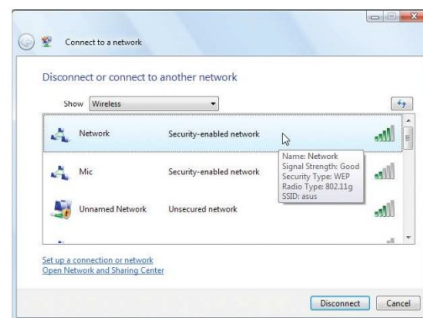 Connect to a network
Disconnect or connect to another network
Show Wireless
Network Security-enabled network
Name: Network
Signal Strength: Good
Security Type: WEP
Radio Type: 802.11g
SSID: asus
Mic Security-enabled network
Unnamed Network Unsecured network
Set up a connection or network
Open Network and Sharing Center
Disconnect Cancel